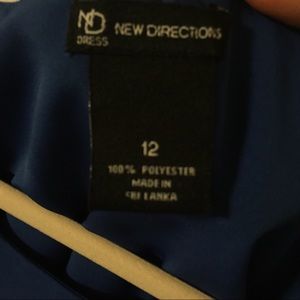 ND NEW DIRECTIONS
DRESS
12
100% POLYESTER
MADE IN
SRI LANKA